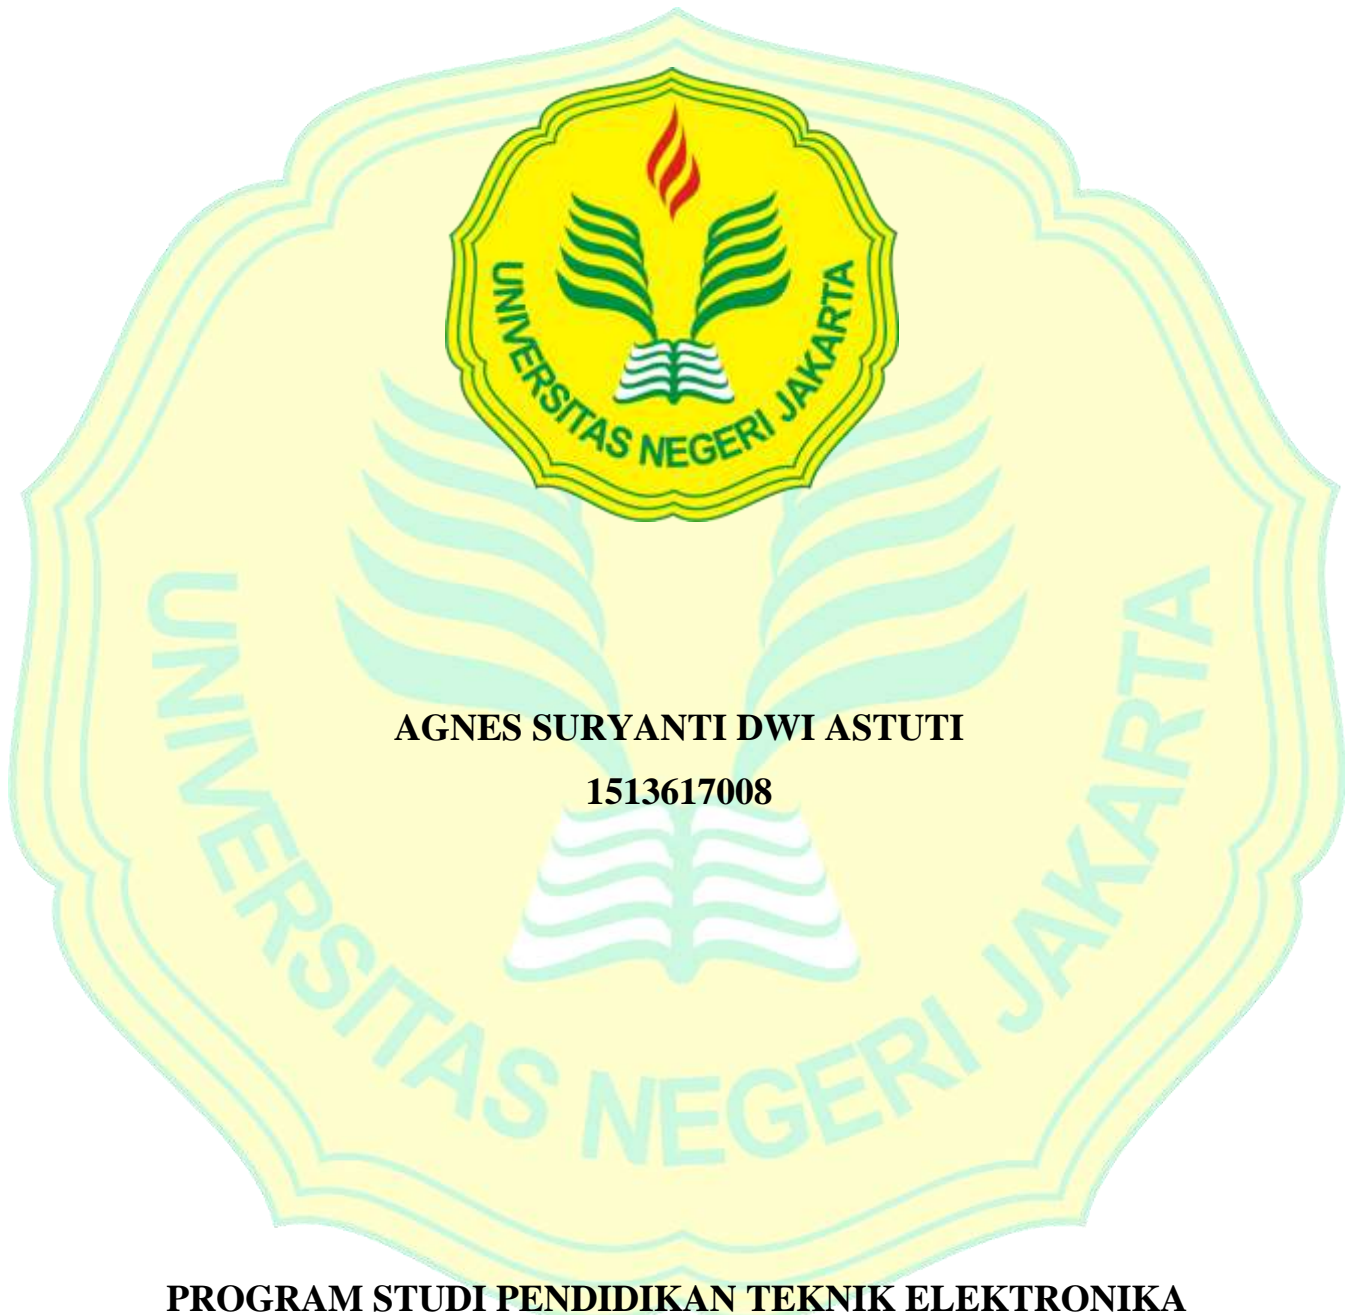 UNIVERSITAS NEGERI JAKARTA
UNIVERSITAS NEGERI JAKARTA
AGNES SURYANTI DWI ASTUTI
1513617008
PROGRAM STUDI PENDIDIKAN TEKNIK ELEKTRONIKA